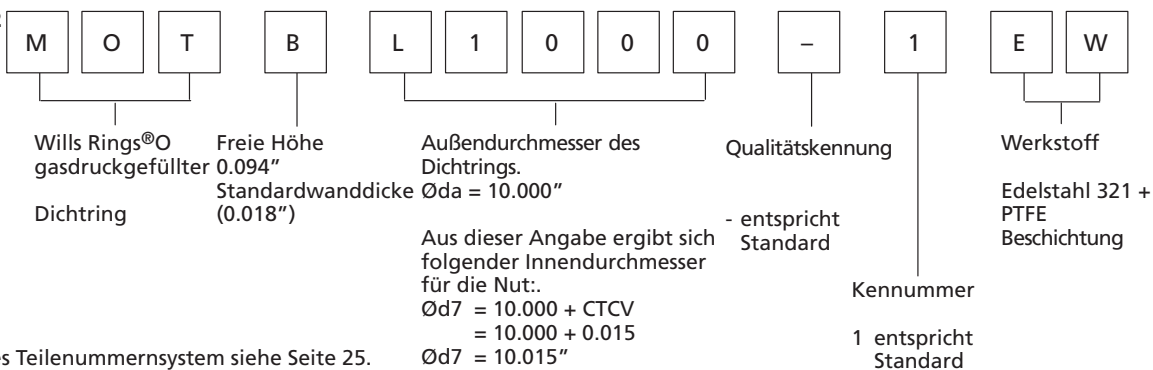 M O T B L 1 0 0 0 0 – 1 E W
Wills Rings®O
gasdruckgefüllter
Dichtring
Freie Höhe
0.094”
Standardwanddicke
(0.018”)
Außendurchmesser des
Dichtrings.
Øda = 10.000”
Aus dieser Angabe ergibt sich
folgender Innendurchmesser
für die Nut:.
Ød7 = 10.000 + CTCV
= 10.000 + 0.015
Ød7 = 10.015”
Qualitätskennung
- entspricht
Standard
Kennummer
1 entspricht
Standard
Werkstoff
Edelstahl 321 +
PTFE
Beschichtung
Teilenummernsystem siehe Seite 25.